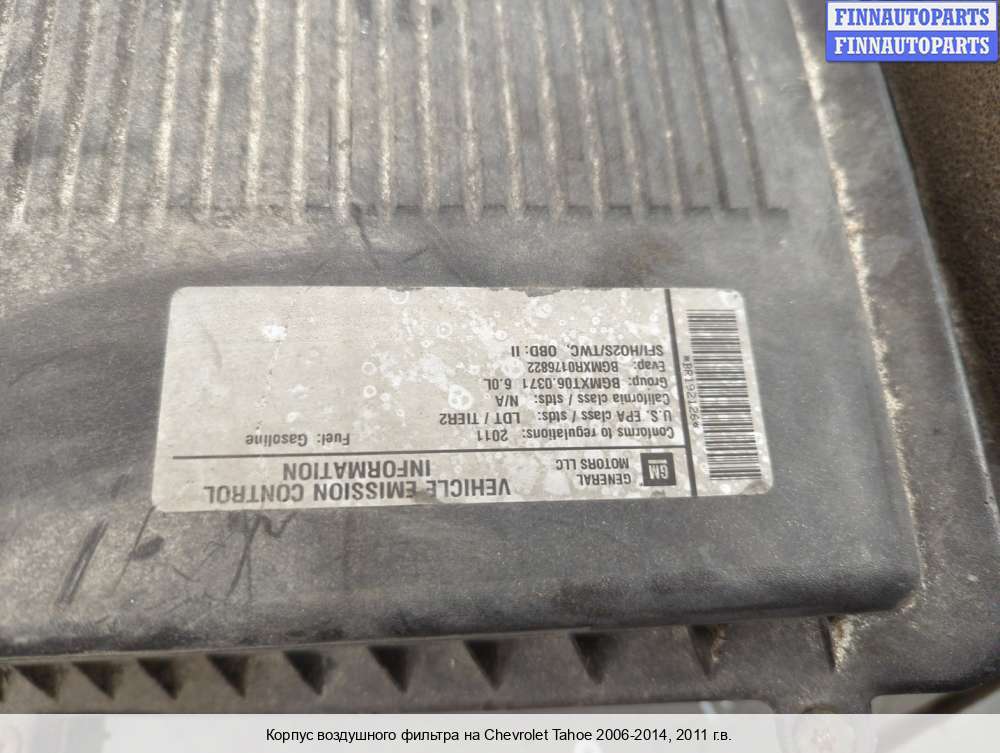 FINNAUTOPARTS
FINNAUTOPARTS
GM
GENERAL
MOTORS LLC
VEHICLE EMISSION CONTROL
INFORMATION
Conforms to regulations: 2011 Fuel: Gasoline
U.S. EPA class / stds: LDT / TIER2
California class / stds: N/A
Group: BGMXT06.0371 6.0L
Evap: BGMXR0176822
SFI/HO2S/TWC, OBD: II
Корпус воздушного фильтра на Chevrolet Tahoe 2006-2014, 2011 г.в.